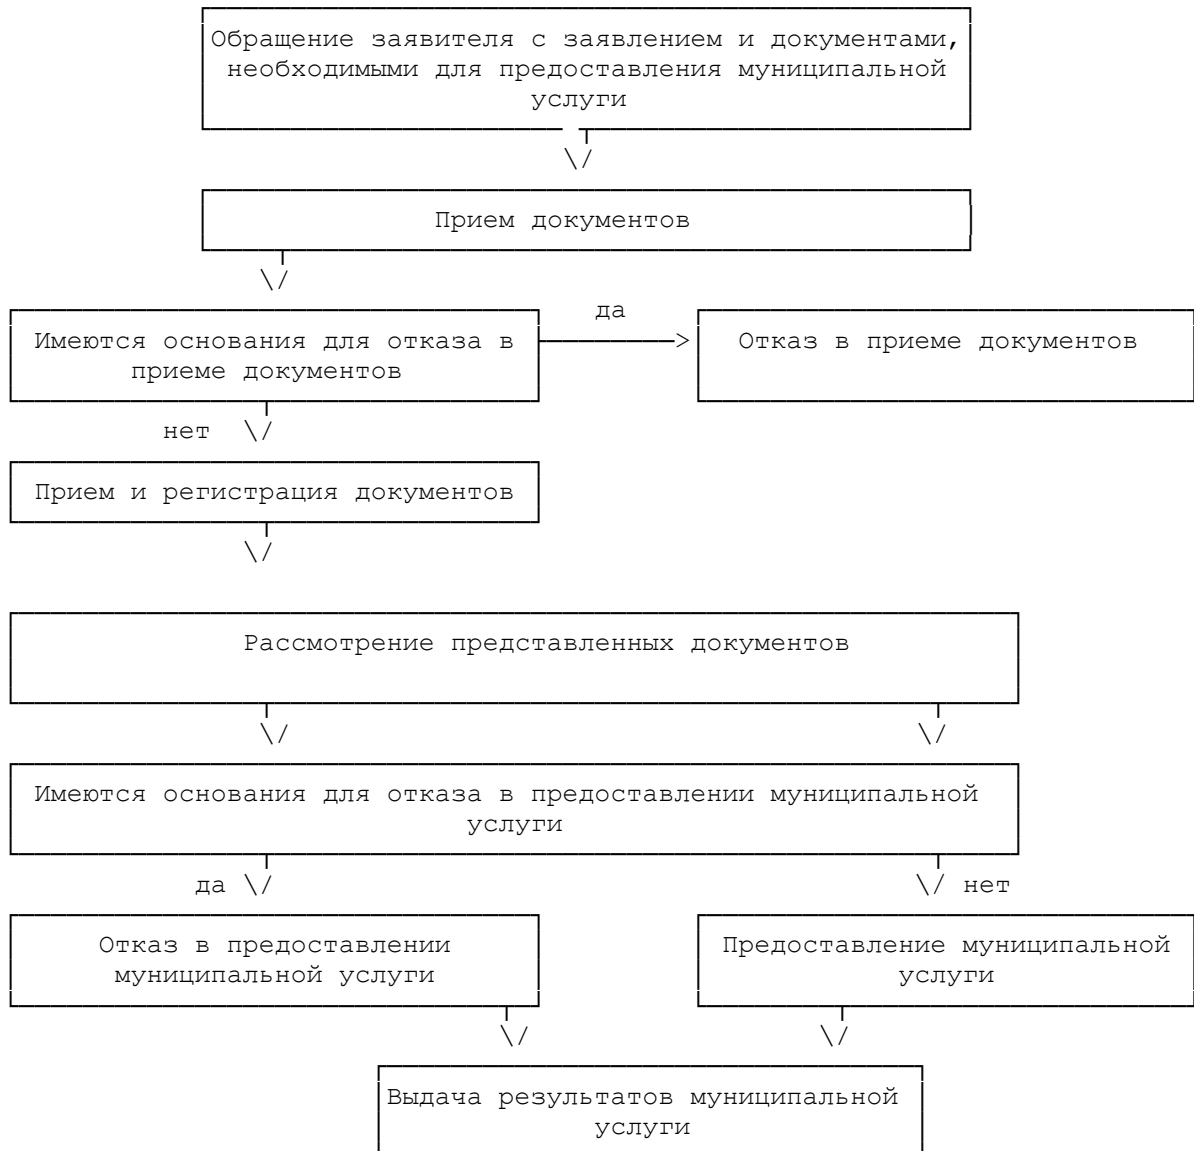 Обращение заявителя с заявлением и документами,
необходимыми для предоставления муниципальной
услуги
Прием документов
да
Имеются основания для отказа в
приеме документов
Отказ в приеме документов
нет
Прием и регистрация документов
Рассмотрение представленных документов
Имеются основания для отказа в предоставлении муниципальной
услуги
да
нет
Отказ в предоставлении
муниципальной услуги
Предоставление муниципальной
услуги
Выдача результатов муниципальной
услуги